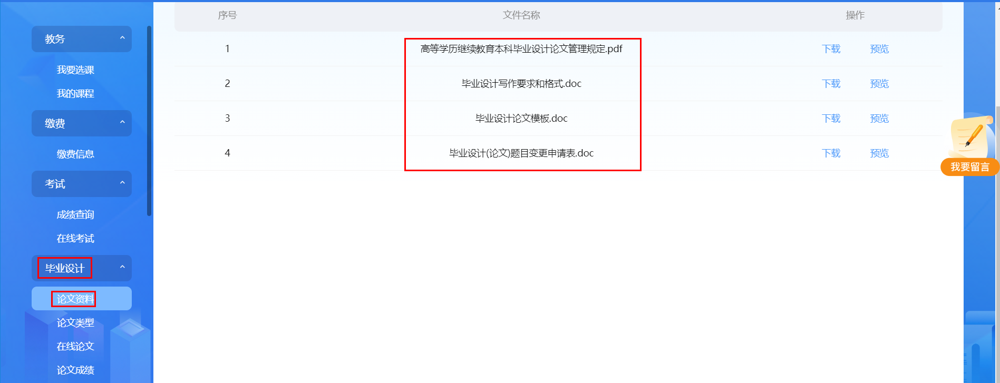 教务
我要选课
我的课程
缴费
缴费信息
考试
成绩查询
在线考试
毕业设计
论文资料
论文类型
在线论文
论文成绩
序号 文件名称 操作
1 高等学历继续教育本科毕业设计论文管理规定.pdf 下载 预览
2 毕业设计写作要求和格式.doc 下载 预览
3 毕业设计论文模板.doc 下载 预览
4 毕业设计(论文)题目变更申请表.doc 下载 预览
我要留言